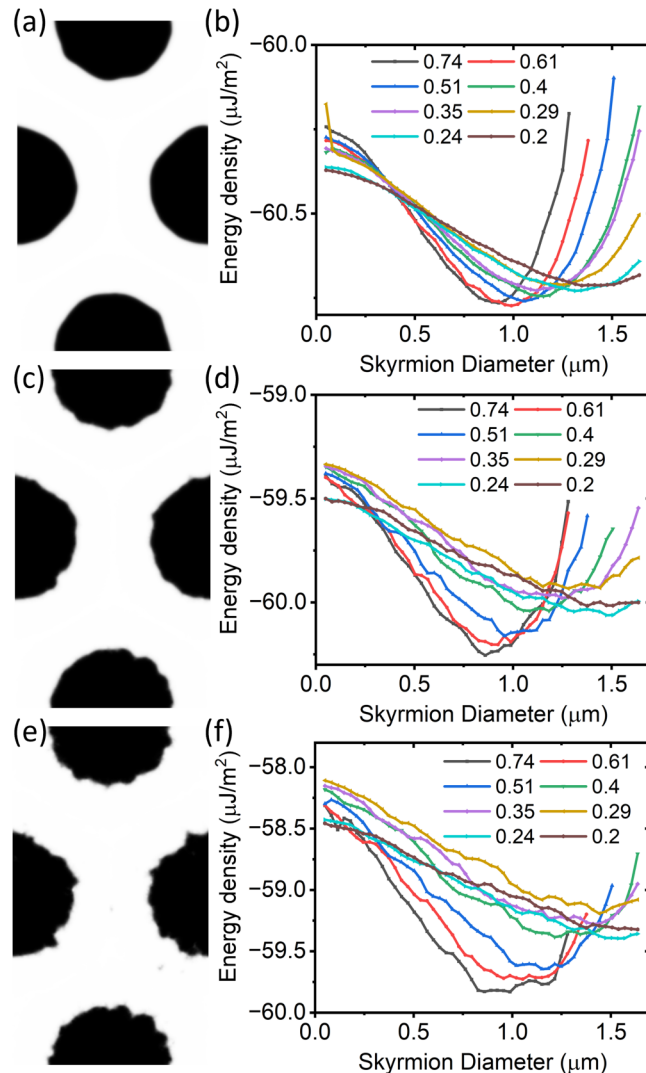 (a)
(b)
−60.0
−60.5
0.0 0.5 1.0 1.5
Energy density (μJ/m²)
Skyrmion Diameter (μm)
0.74 0.61
0.51 0.4
0.35 0.29
0.24 0.2
(c)
(d)
−59.0
−59.5
−60.0
0.0 0.5 1.0 1.5
Energy density (μJ/m²)
Skyrmion Diameter (μm)
0.74 0.61
0.51 0.4
0.35 0.29
0.24 0.2
(e)
(f)
−58.0
−58.5
−59.0
−59.5
−60.0
0.0 0.5 1.0 1.5
Energy density (μJ/m²)
Skyrmion Diameter (μm)
0.74 0.61
0.51 0.4
0.35 0.29
0.24 0.2